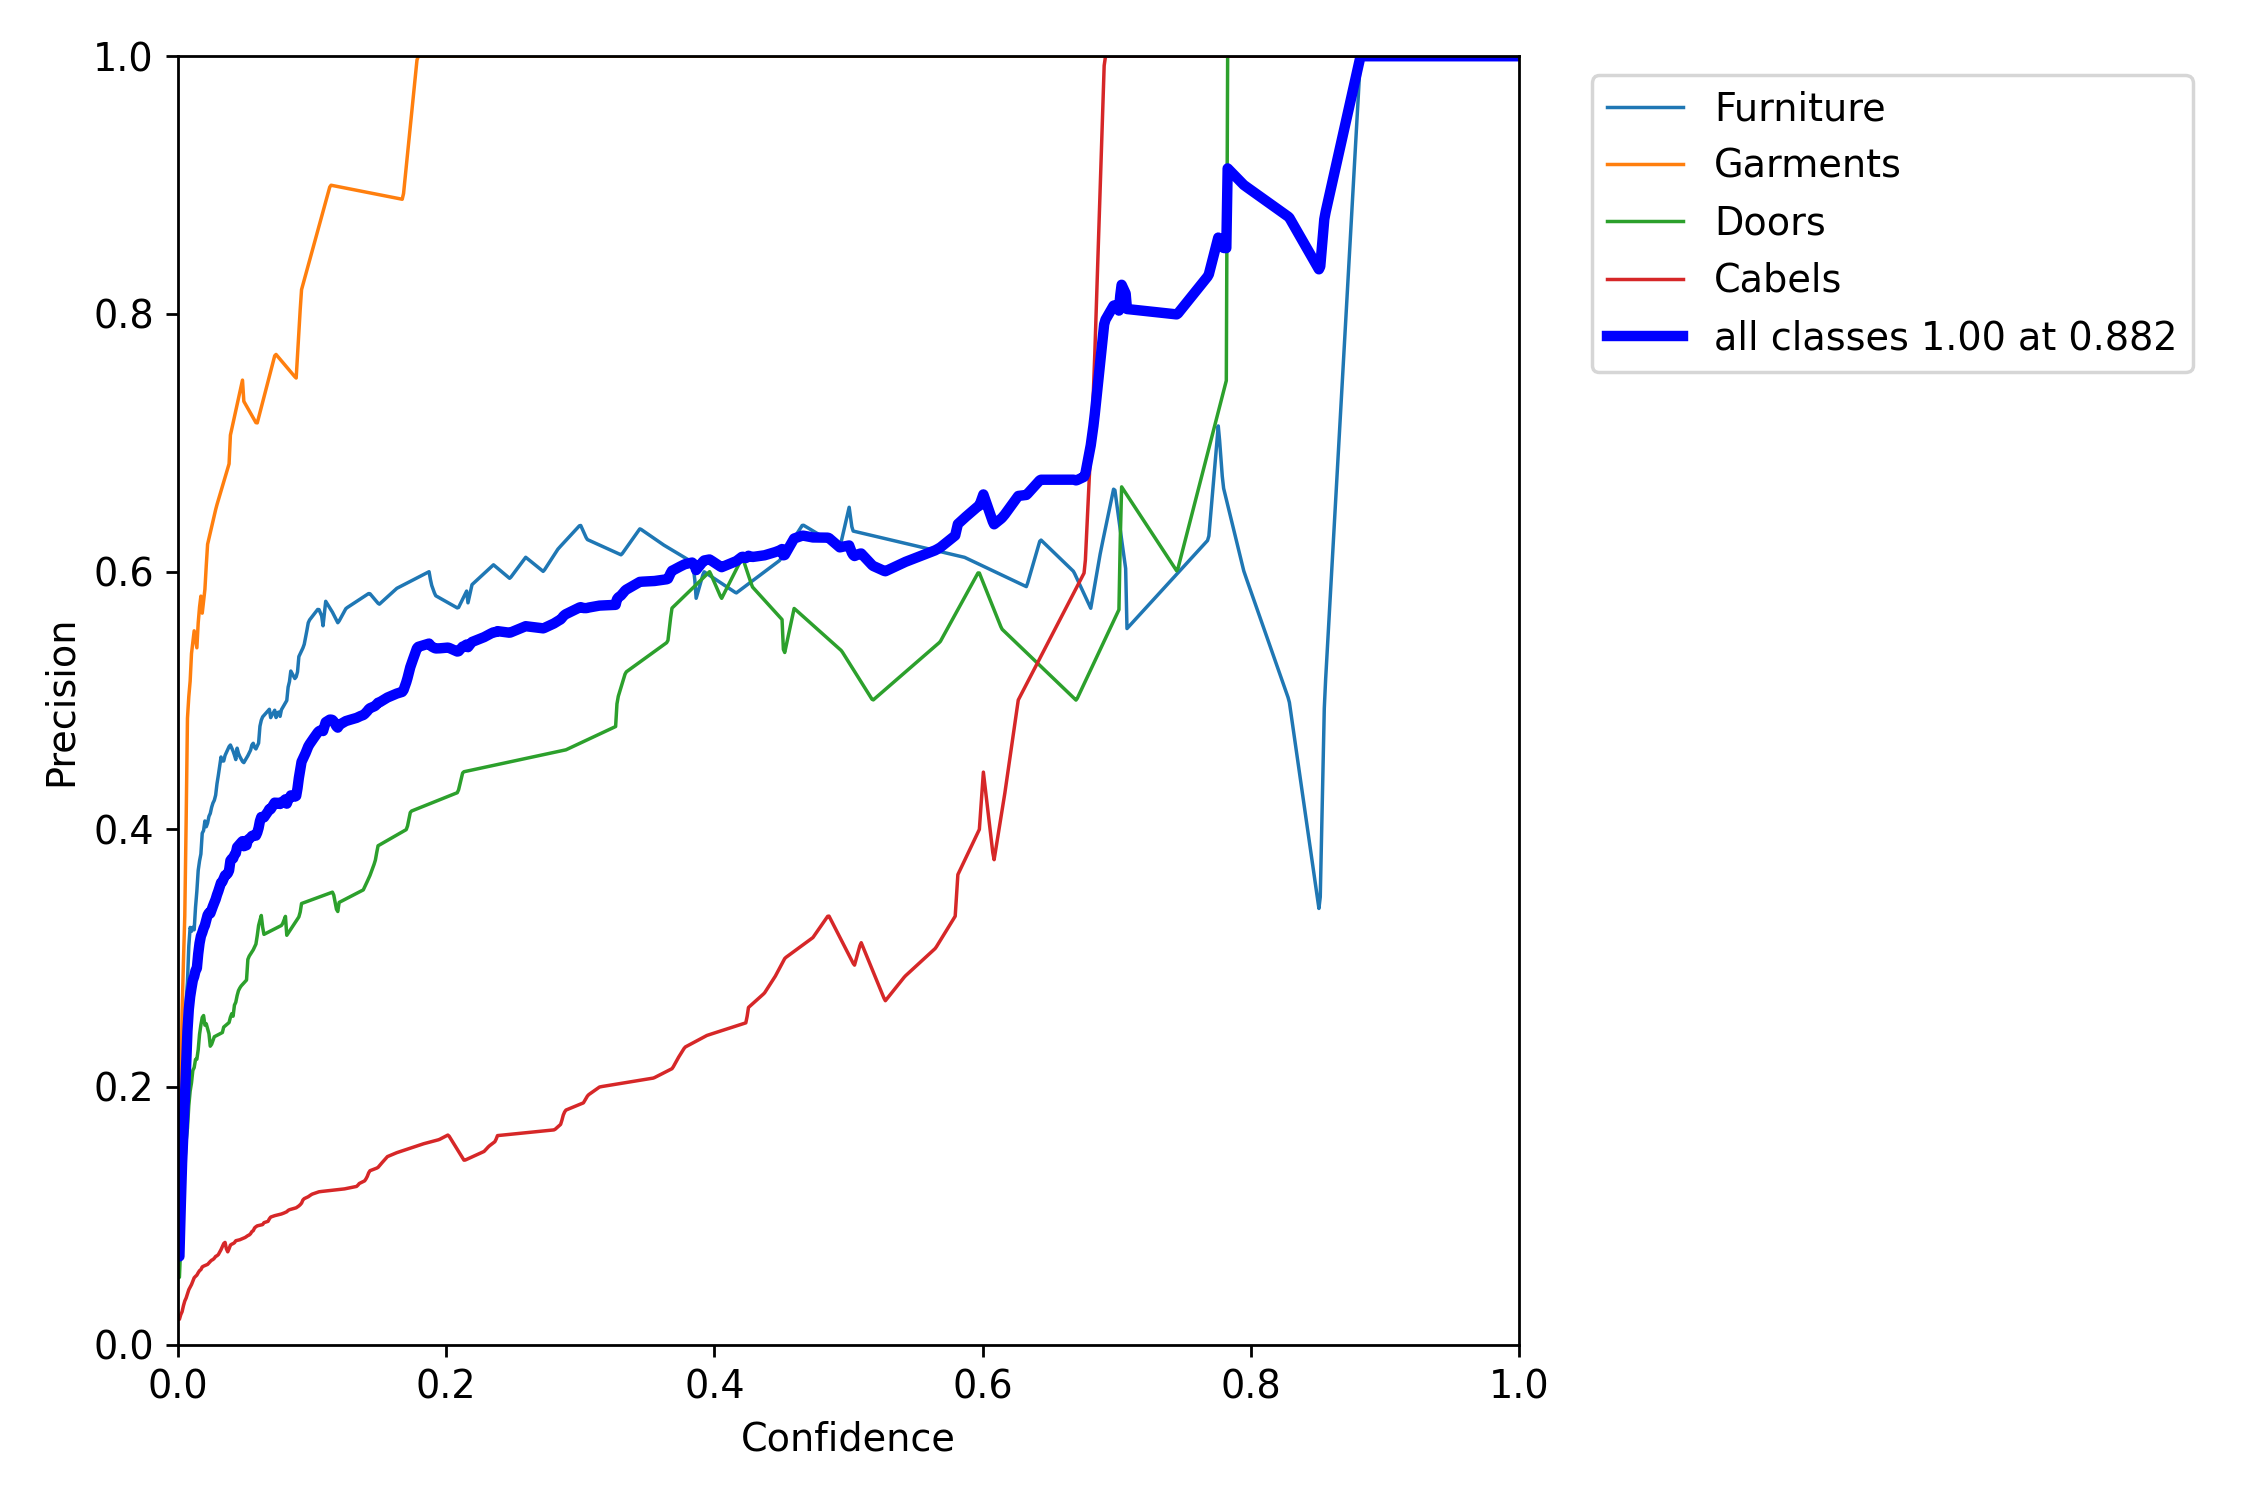 1.0
0.8
0.6
0.4
0.2
0.0
0.0 0.2 0.4 0.6 0.8 1.0
Precision
Confidence
Furniture
Garments
Doors
Cabels
all classes 1.00 at 0.882